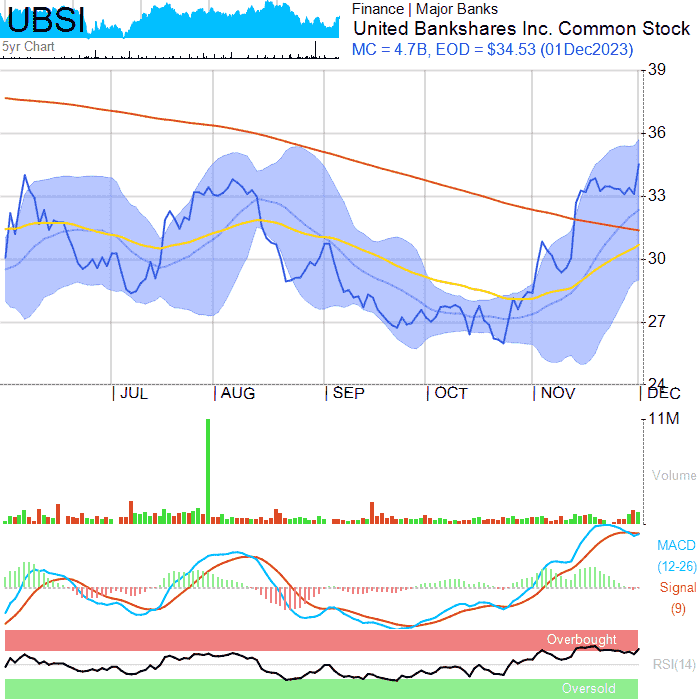 UBSI
5yr Chart
Finance | Major Banks
United Bankshares Inc. Common Stock
MC = 4.7B, EOD = $34.53 (01Dec2023)
39
36
33
30
27
24
| JUL
| AUG
| SEP
| OCT
| NOV
| DEC
11M
Volume
MACD
(12-26)
Signal
(9)
Overbought
RSI(14)
Oversold